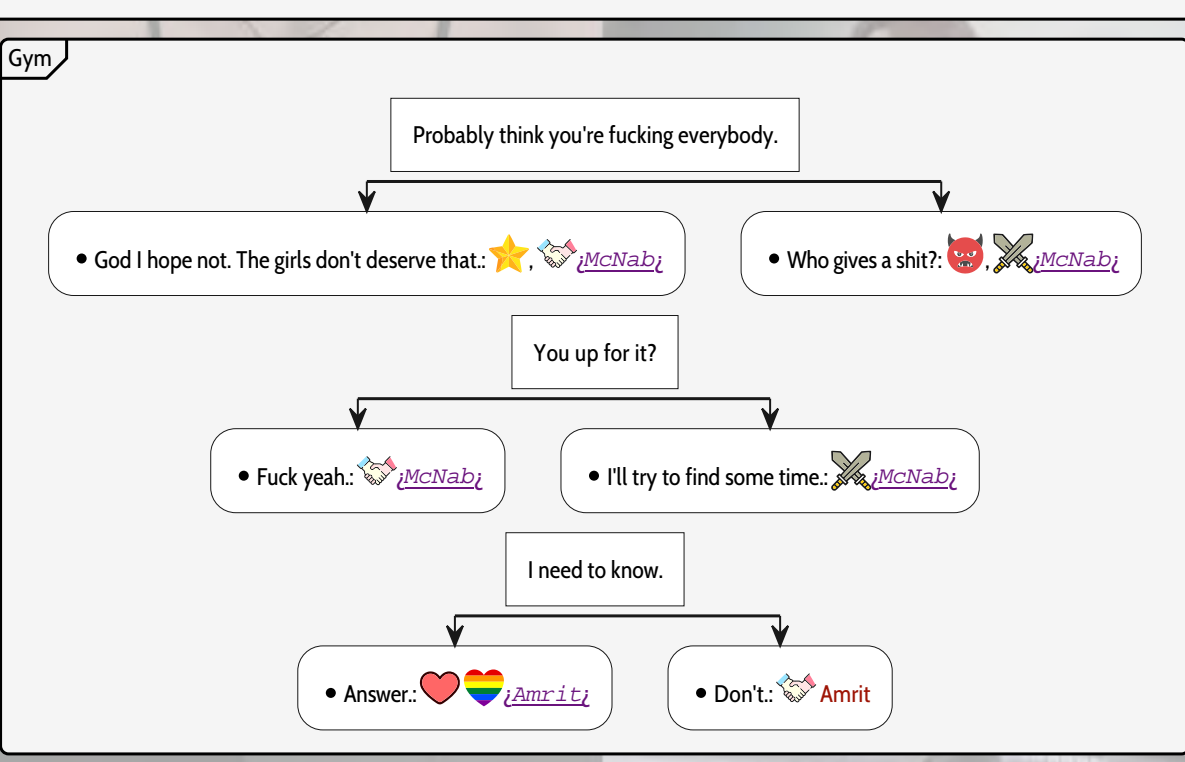 Gym
Probably think you're fucking everybody.
• God I hope not. The girls don't deserve that.: ⭐, 🤝¿McNab¿
• Who gives a shit?: 👿, ⚔¿McNab¿
You up for it?
• Fuck yeah.: 🤝¿McNab¿
• I'll try to find some time.: ⚔¿McNab¿
I need to know.
• Answer.: ❤️🏳️‍🌈¿Amrit¿
• Don't.: 🤝 Amrit